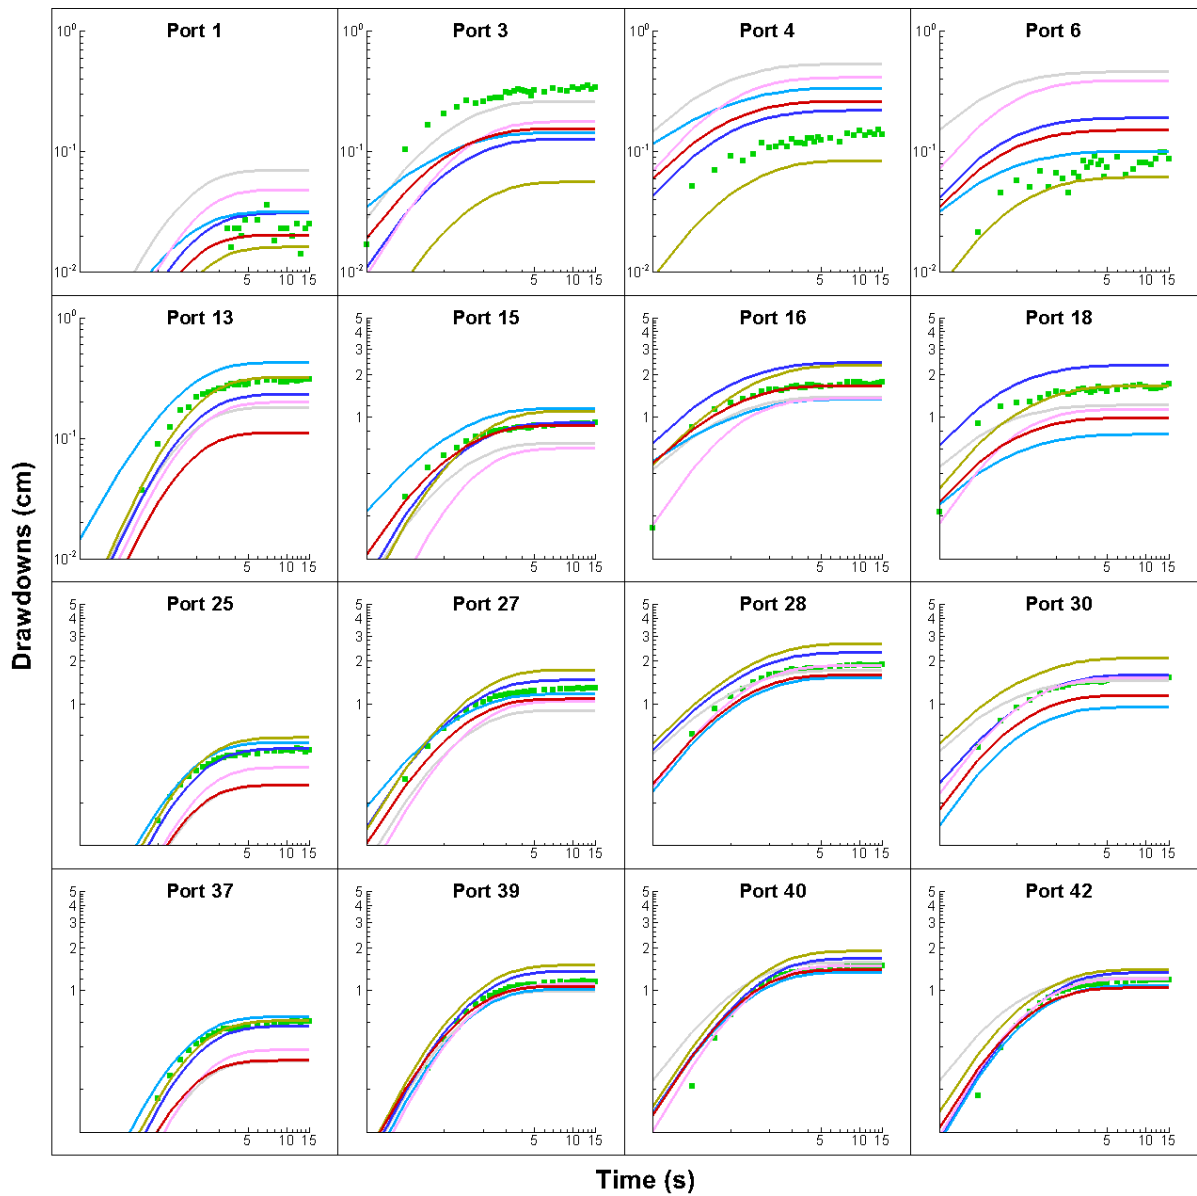 Port 1 Port 3 Port 4 Port 6
10⁰ 10⁰ 10⁰ 10⁰
10⁻¹ 10⁻¹ 10⁻¹ 10⁻¹
10⁻² 10⁻² 10⁻² 10⁻²
5 10 15 5 10 15 5 10 15 5 10 15
Port 13 Port 15 Port 16 Port 18
10⁰ 5 5 5
4 4 4
3 3 3
2 2 2
10⁻¹ 1 1 1
10⁻²
5 10 15 5 10 15 5 10 15 5 10 15
Port 25 Port 27 Port 28 Port 30
5 5 5 5
4 4 4 4
3 3 3 3
2 2 2 2
1 1 1 1
5 10 15 5 10 15 5 10 15 5 10 15
Port 37 Port 39 Port 40 Port 42
5 5 5 5
4 4 4 4
3 3 3 3
2 2 2 2
1 1 1 1
5 10 15 5 10 15 5 10 15 5 10 15
Drawdowns (cm)
Time (s)